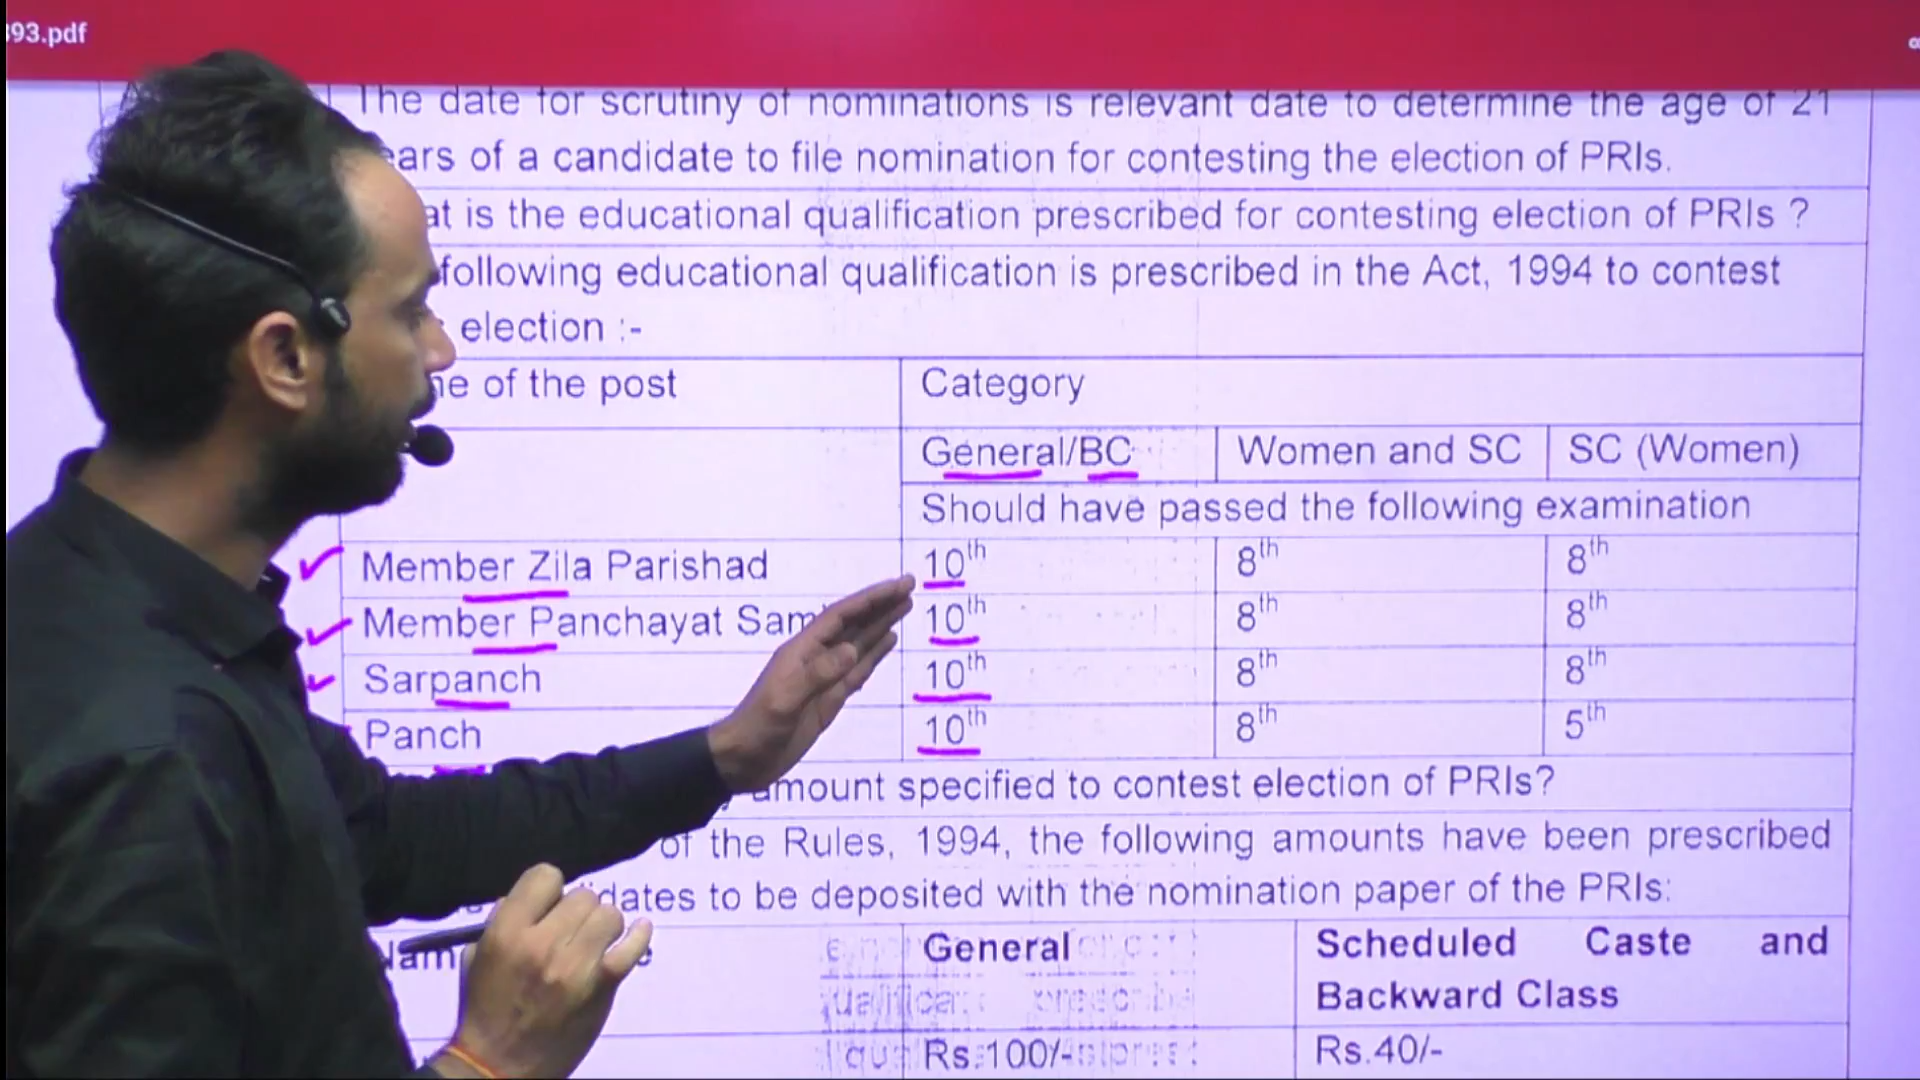 93.pdf
The date for scrutiny of nominations is relevant date to determine the age of 21
ears of a candidate to file nomination for contesting the election of PRIs.
at is the educational qualification prescribed for contesting election of PRIs ?
following educational qualification is prescribed in the Act, 1994 to contest
election :-
ne of the post Category
General/BC Women and SC SC (Women)
Should have passed the following examination
Member Zila Parishad 10th 8th 8th
Member Panchayat Sam 10th 8th 8th
Sarpanch 10th 8th 8th
Panch 10th 8th 5th
amount specified to contest election of PRIs?
of the Rules, 1994, the following amounts have been prescribed
dates to be deposited with the nomination paper of the PRIs:
Nam e General Scheduled Caste and
Backward Class
Rs.100/- Rs.40/-